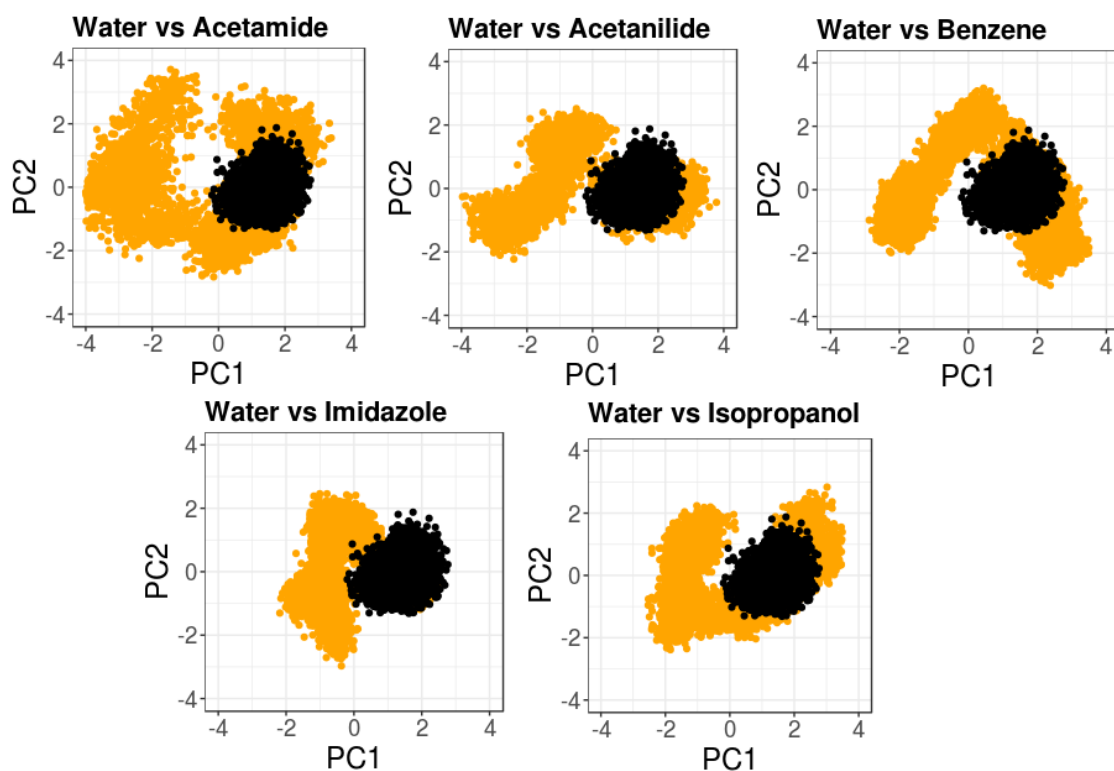 Water vs Acetamide
4
2
0
-2
-4
PC2
-4 -2 0 2 4
PC1
Water vs Acetanilide
4
2
0
-2
-4
PC2
-4 -2 0 2 4
PC1
Water vs Benzene
4
2
0
-2
-4
PC2
-4 -2 0 2 4
PC1
Water vs Imidazole
4
2
0
-2
-4
PC2
-4 -2 0 2 4
PC1
Water vs Isopropanol
4
2
0
-2
-4
PC2
-4 -2 0 2 4
PC1